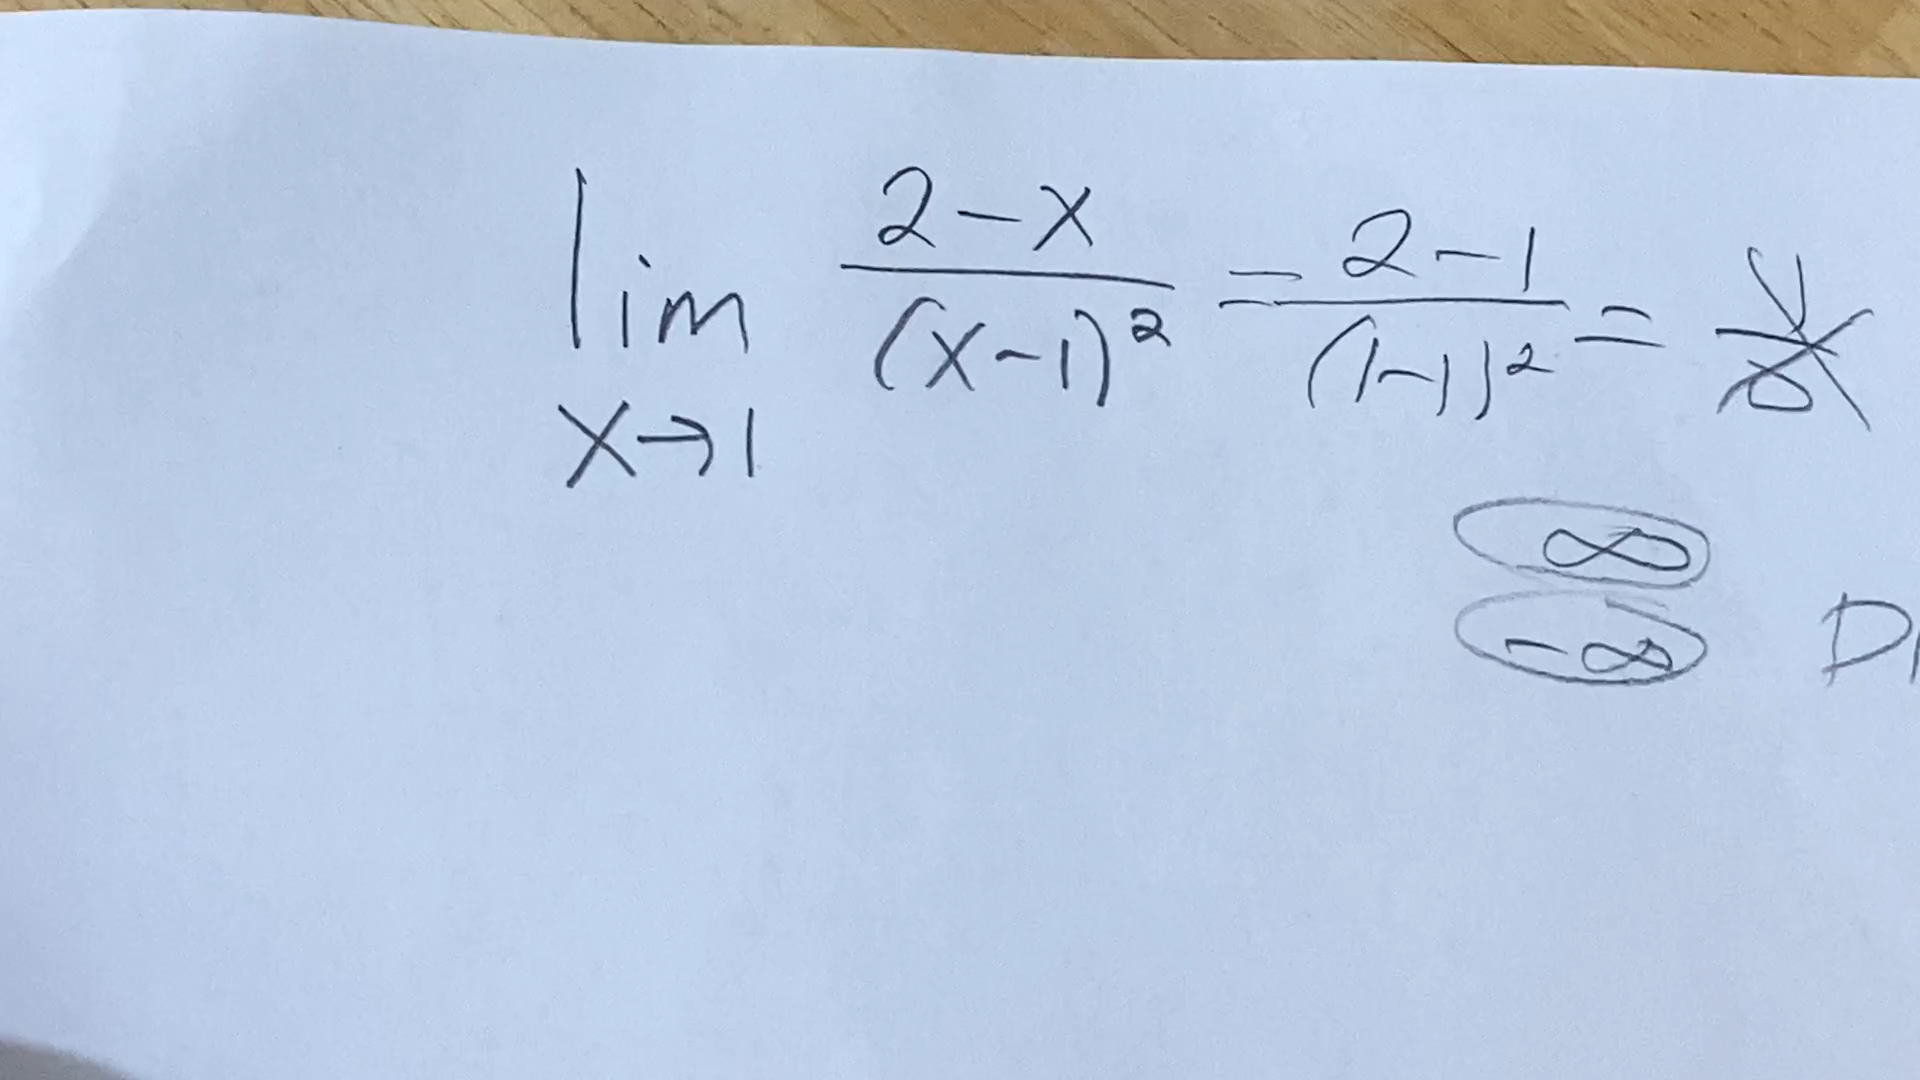 lim x→1 (2-x)/(x-1)² = (2-1)/(1-1)² = 1/0
∞
-∞